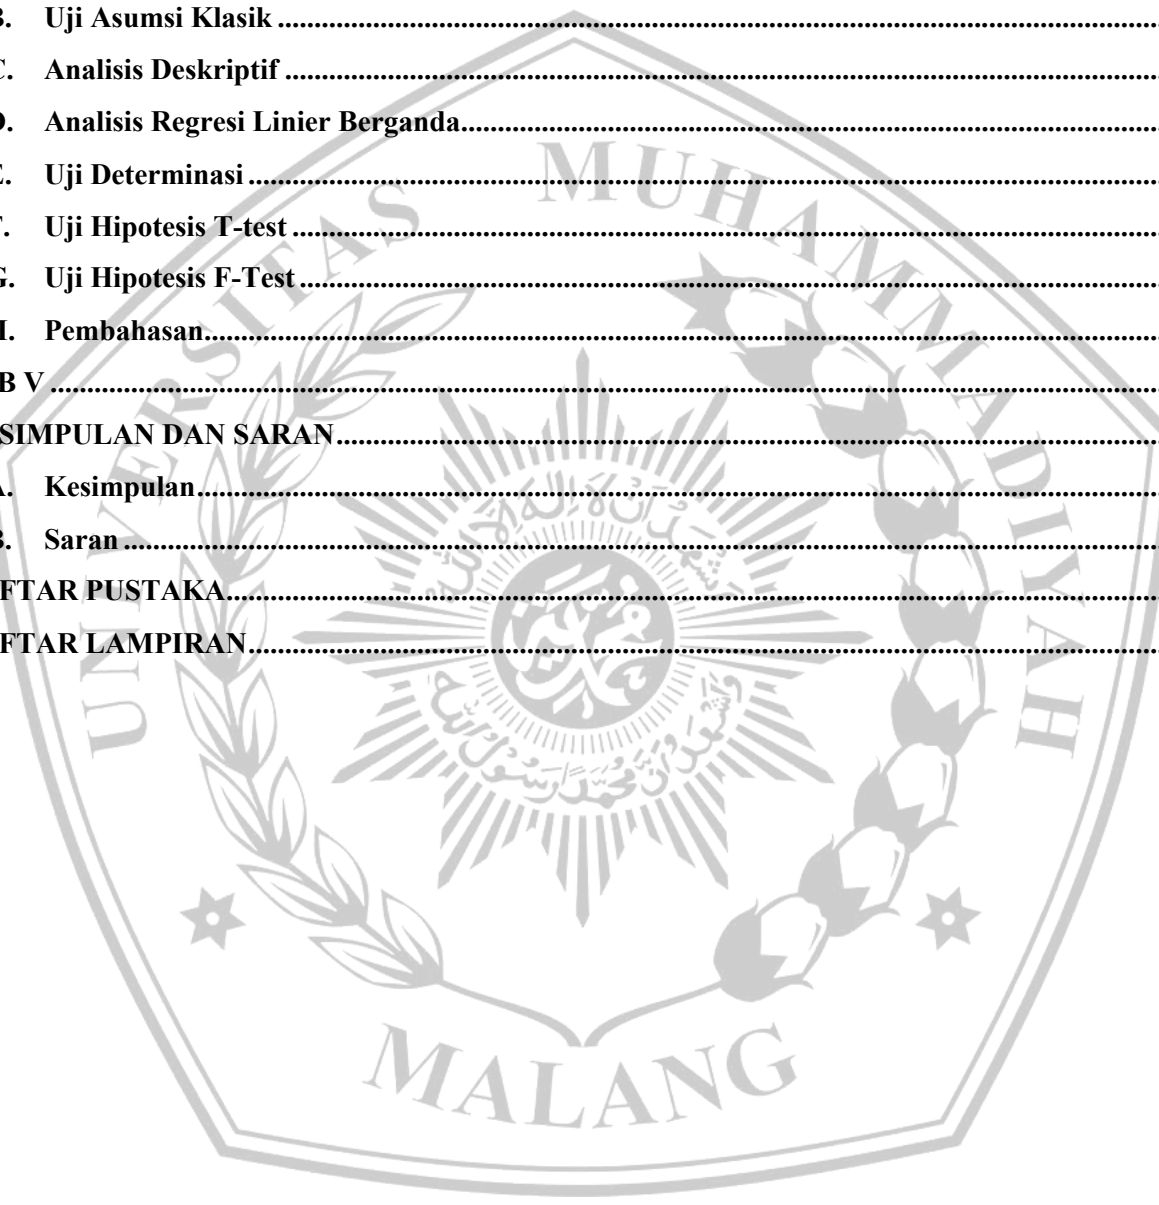 B. Uji Asumsi Klasik
C. Analisis Deskriptif
D. Analisis Regresi Linier Berganda
E. Uji Determinasi
F. Uji Hipotesis T-test
G. Uji Hipotesis F-Test
H. Pembahasan
B V
SIMPULAN DAN SARAN
A. Kesimpulan
B. Saran
FTAR PUSTAKA
FTAR LAMPIRAN
UNIVERSITAS MUHAMMADIYAH
MALANG